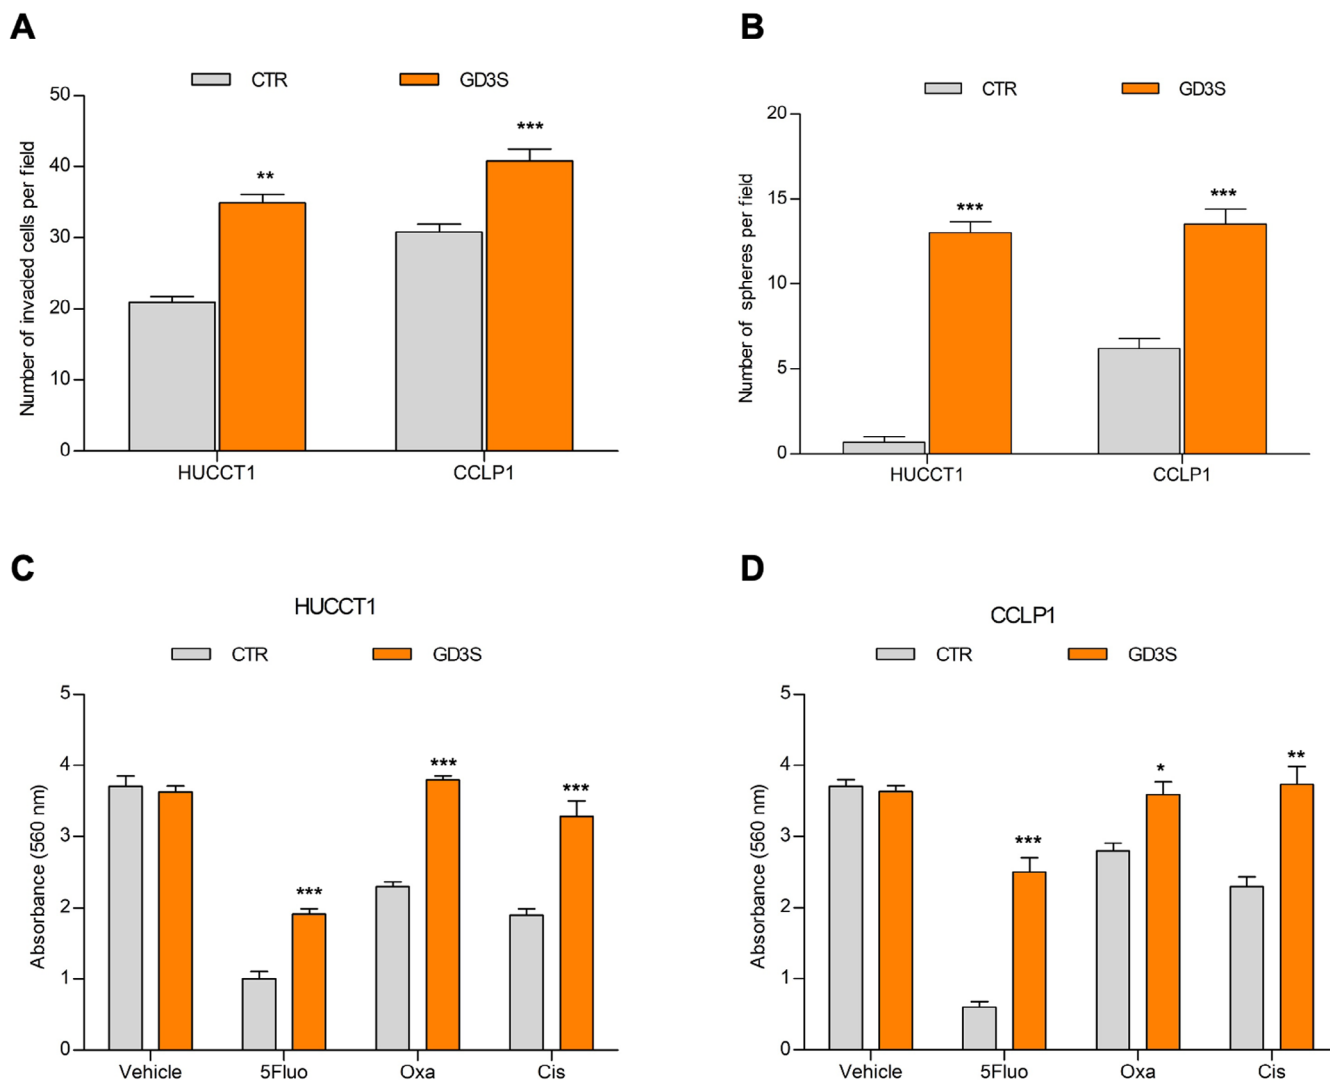 A
CTR GD3S
Number of invaded cells per field
50
40
30
20
10
0
**
***
HUCCT1 CCLP1
B
CTR GD3S
Number of spheres per field
20
15
10
5
0
***
***
HUCCT1 CCLP1
C
HUCCT1
CTR GD3S
Absorbance (560 nm)
5
4
3
2
1
0
***
***
***
Vehicle 5Fluo Oxa Cis
D
CCLP1
CTR GD3S
Absorbance (560 nm)
5
4
3
2
1
0
***
*
**
Vehicle 5Fluo Oxa Cis